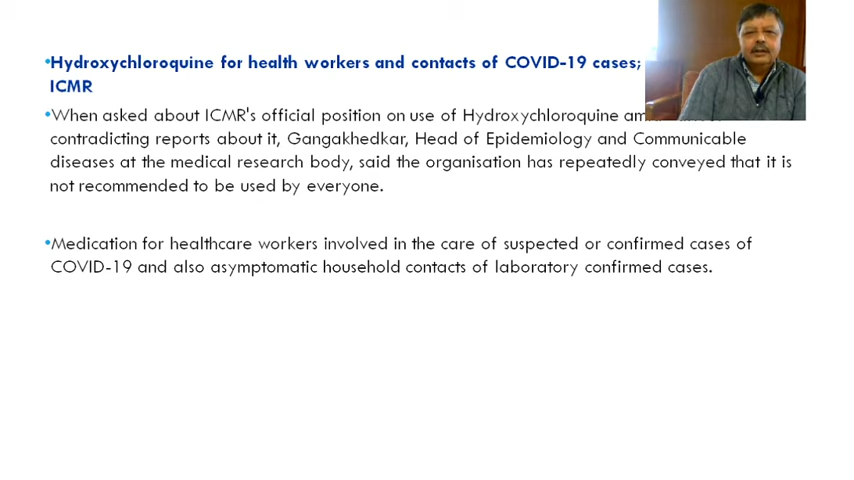 •Hydroxychloroquine for health workers and contacts of COVID-19 cases;
ICMR
•When asked about ICMR's official position on use of Hydroxychloroquine
contradicting reports about it, Gangakhedkar, Head of Epidemiology and Communicable
diseases at the medical research body, said the organisation has repeatedly conveyed that it is
not recommended to be used by everyone.
•Medication for healthcare workers involved in the care of suspected or confirmed cases of
COVID-19 and also asymptomatic household contacts of laboratory confirmed cases.